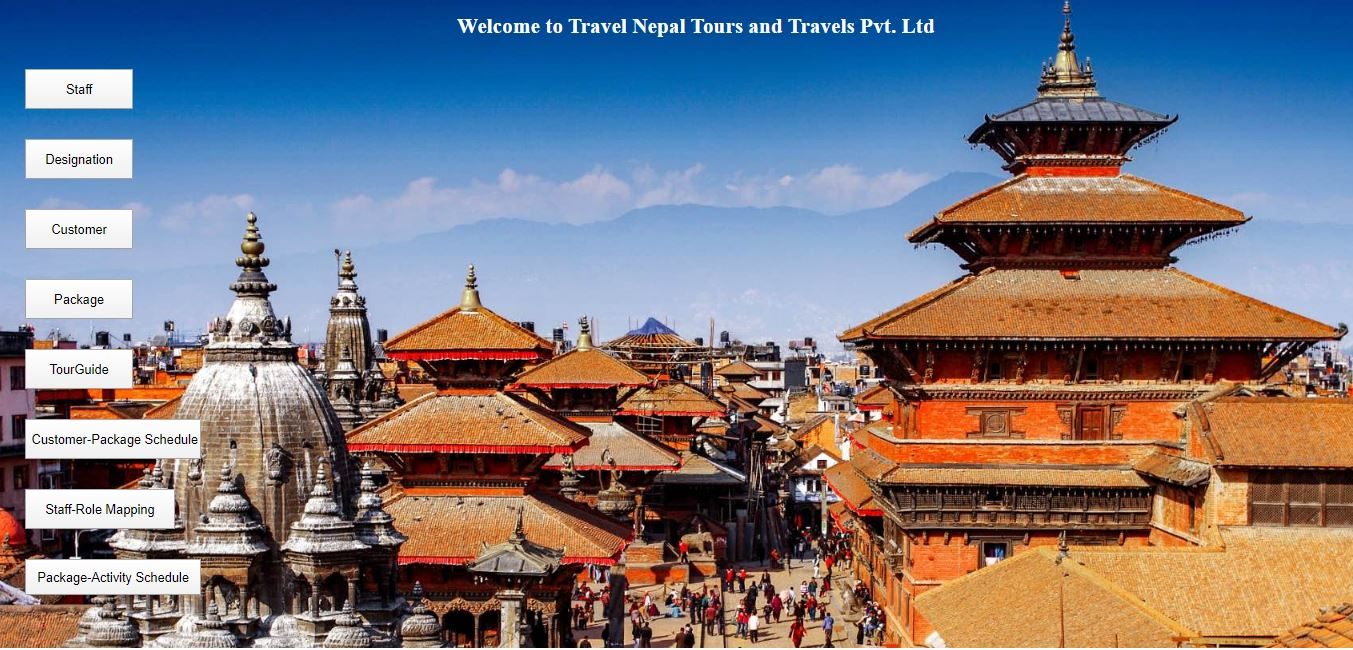 Welcome to Travel Nepal Tours and Travels Pvt. Ltd
Staff
Designation
Customer
Package
TourGuide
Customer-Package Schedule
Staff-Role Mapping
Package-Activity Schedule